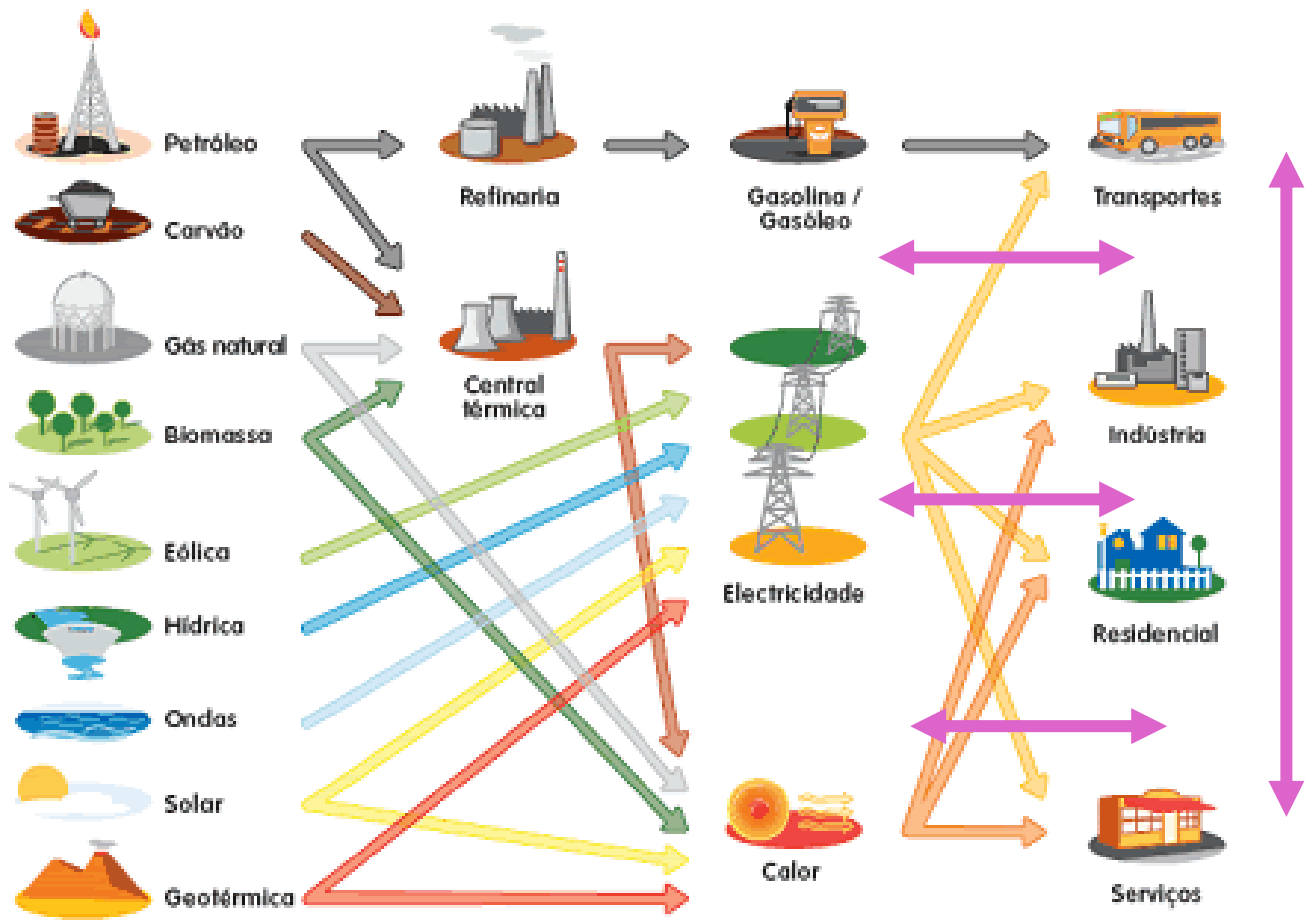 Petróleo
Carvão
Gás natural
Biomassa
Eólica
Hídrica
Ondas
Solar
Geotérmica
Refinaria
Central
térmica
Gasolina /
Gasóleo
Electricidade
Calor
Transportes
Indústria
Residencial
Serviços